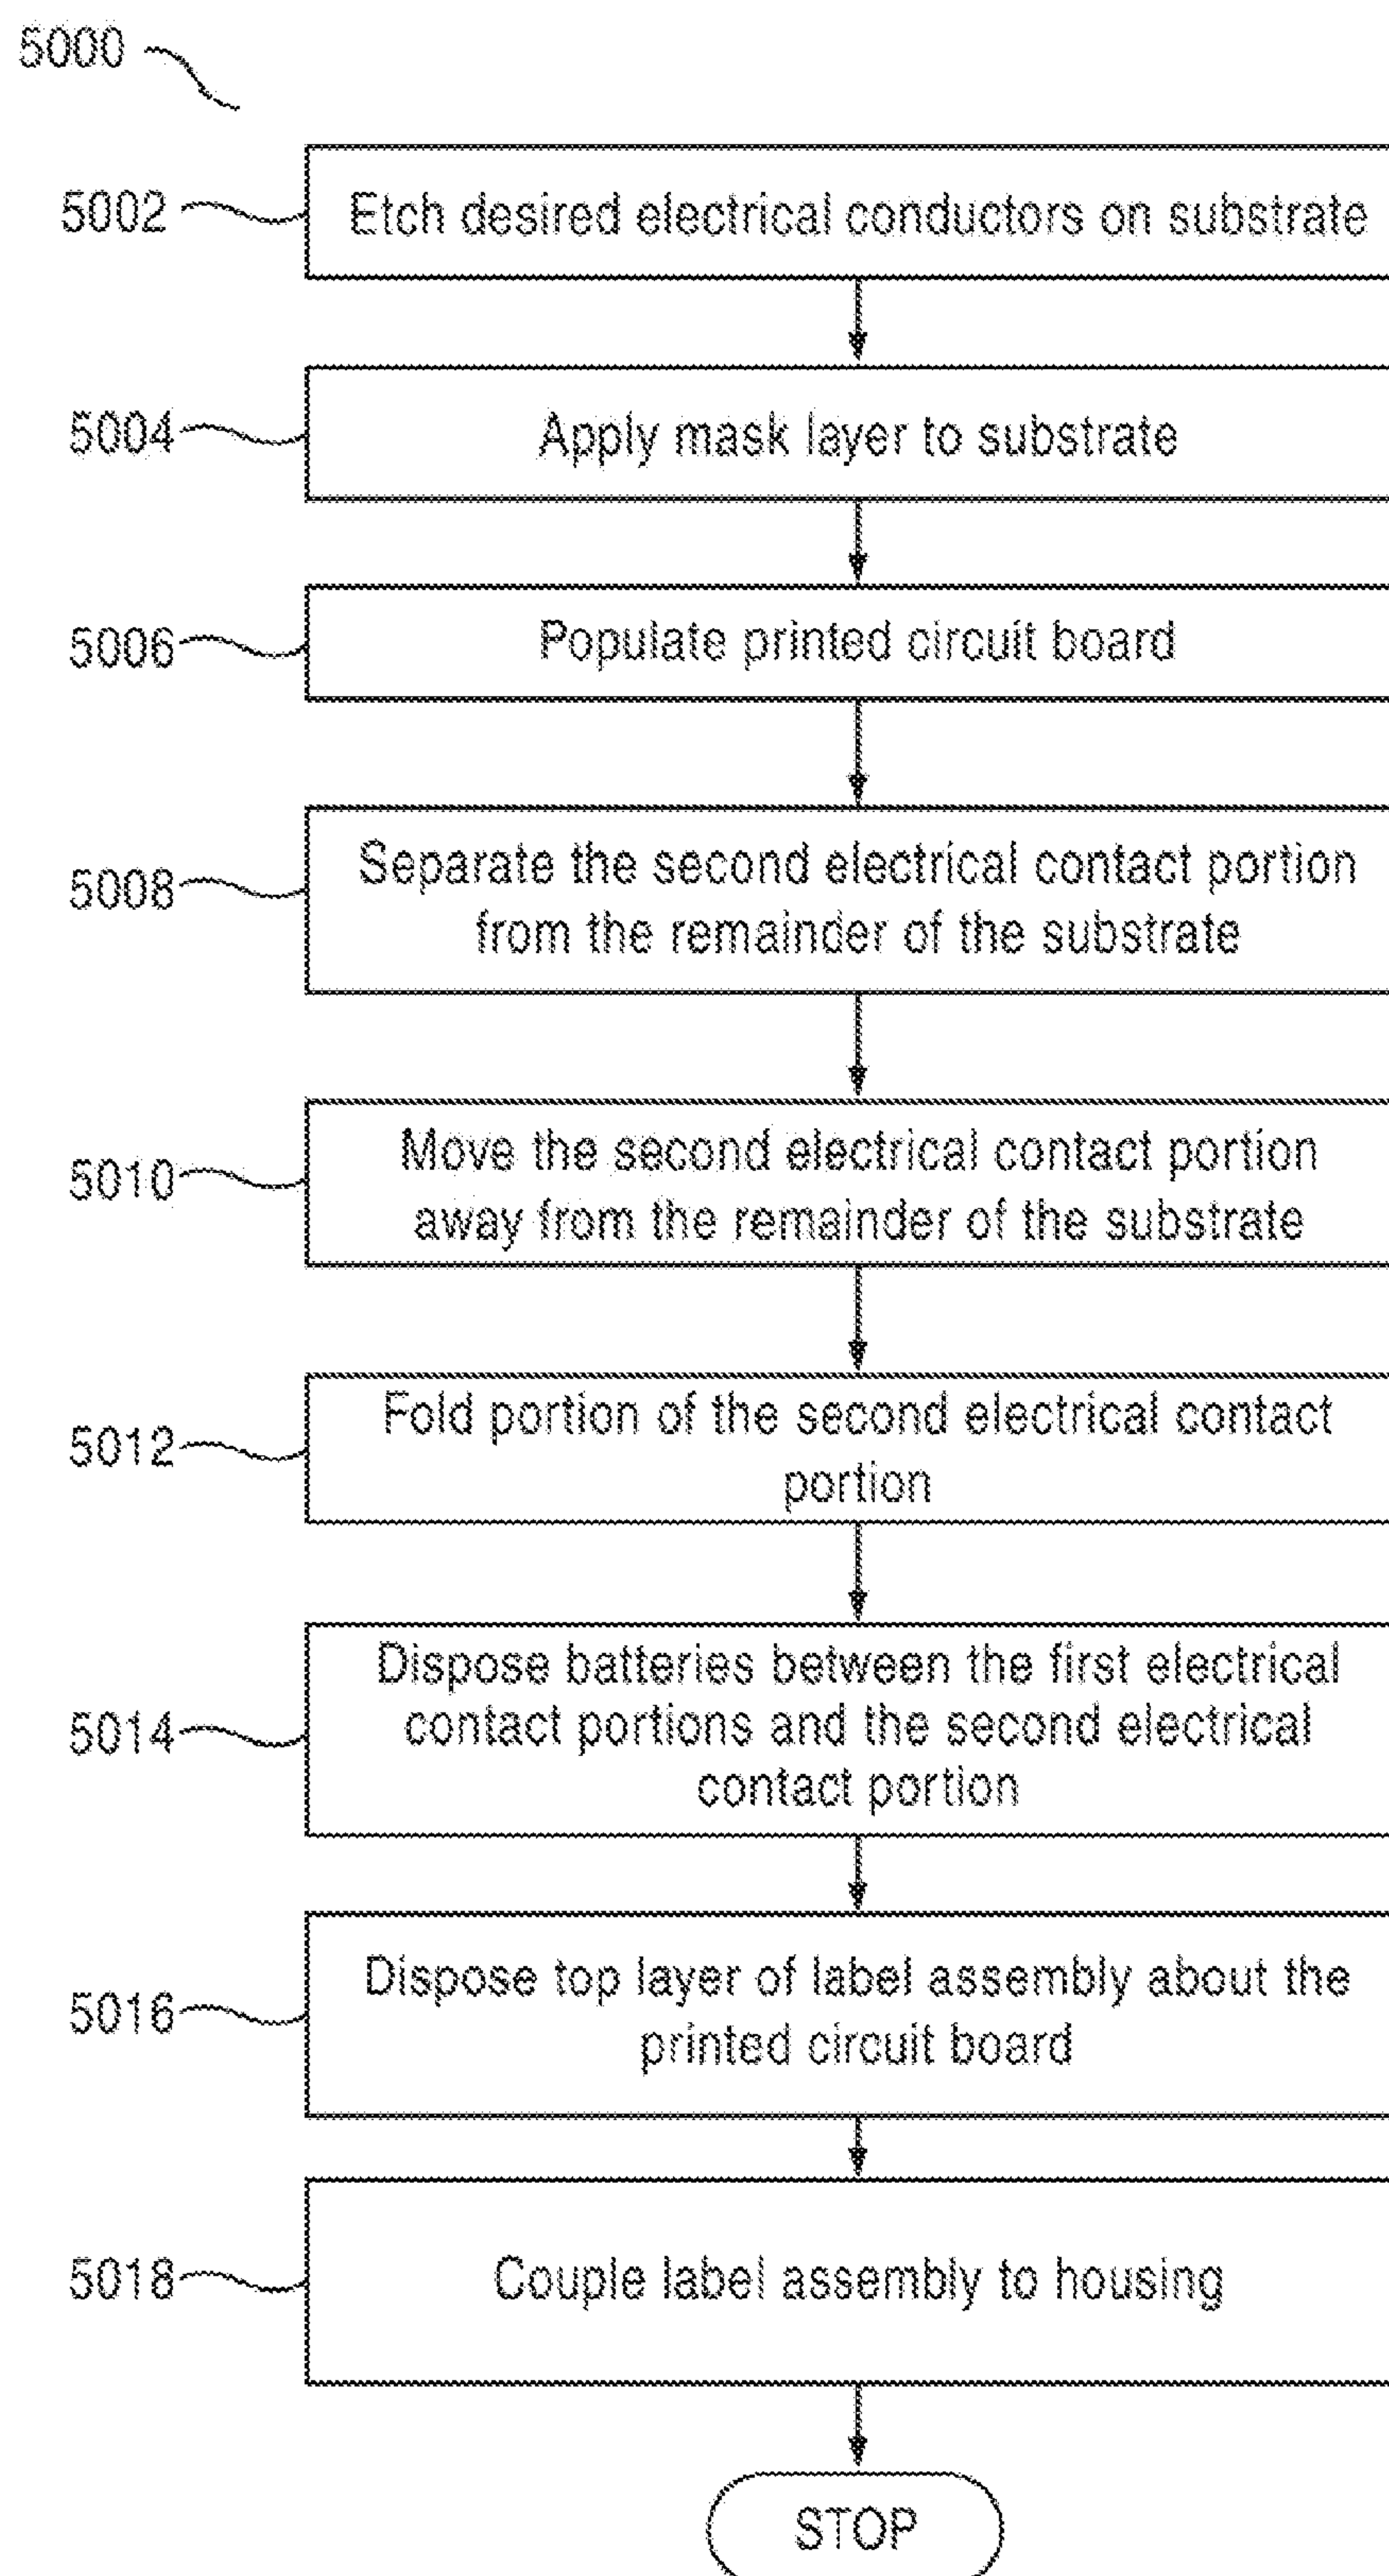 5000
5002
Etch desired electrical conductors on substrate
5004
Apply mask layer to substrate
5006
Populate printed circuit board
5008
Separate the second electrical contact portion
from the remainder of the substrate
5010
Move the second electrical contact portion
away from the remainder of the substrate
5012
Fold portion of the second electrical contact
portion
5014
Dispose batteries between the first electrical
contact portions and the second electrical
contact portion
5016
Dispose top layer of label assembly about the
printed circuit board
5018
Couple label assembly to housing
STOP